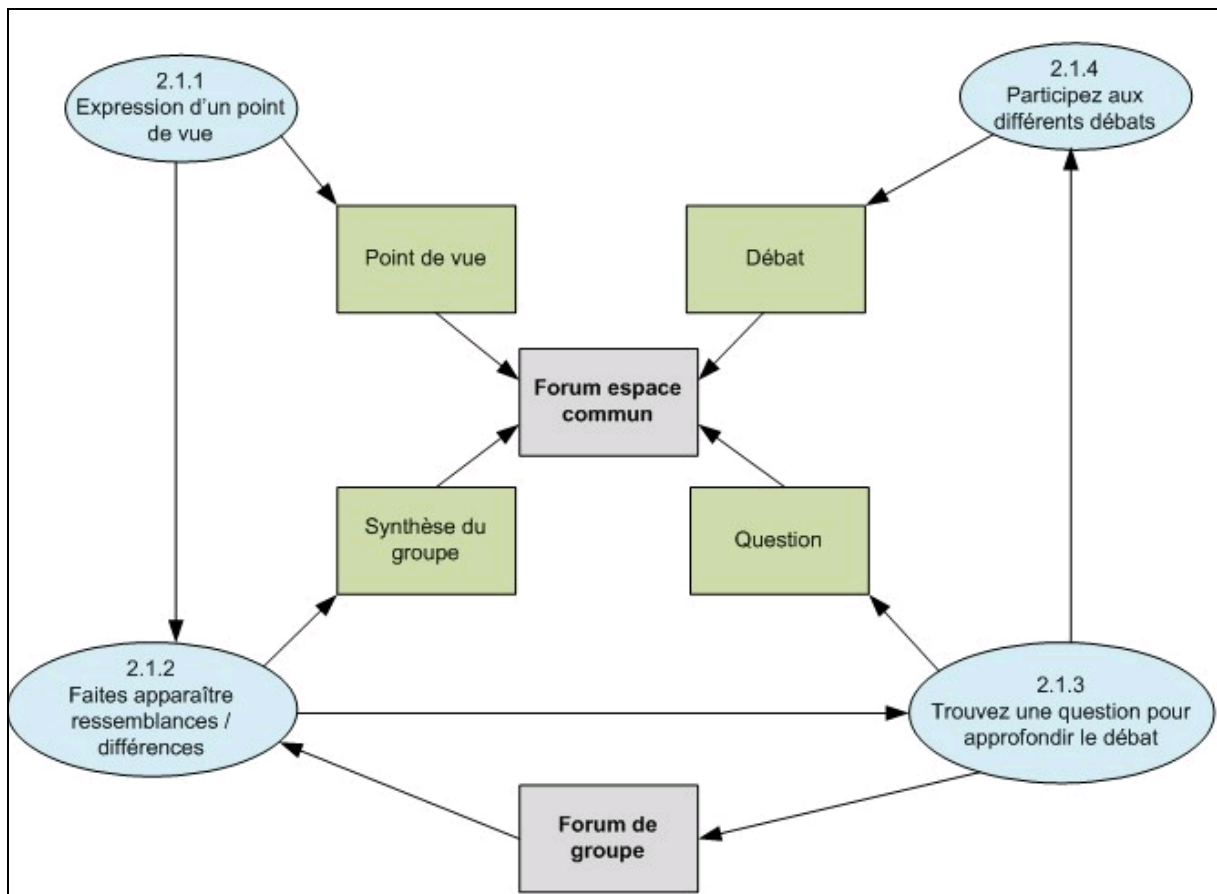 2.1.1
Expression d'un point
de vue
2.1.4
Participez aux
différents débats
Point de vue
Débat
Forum espace
commun
Synthèse du
groupe
Question
2.1.2
Faites apparaître
ressemblances /
différences
2.1.3
Trouvez une question pour
approfondir le débat
Forum de
groupe